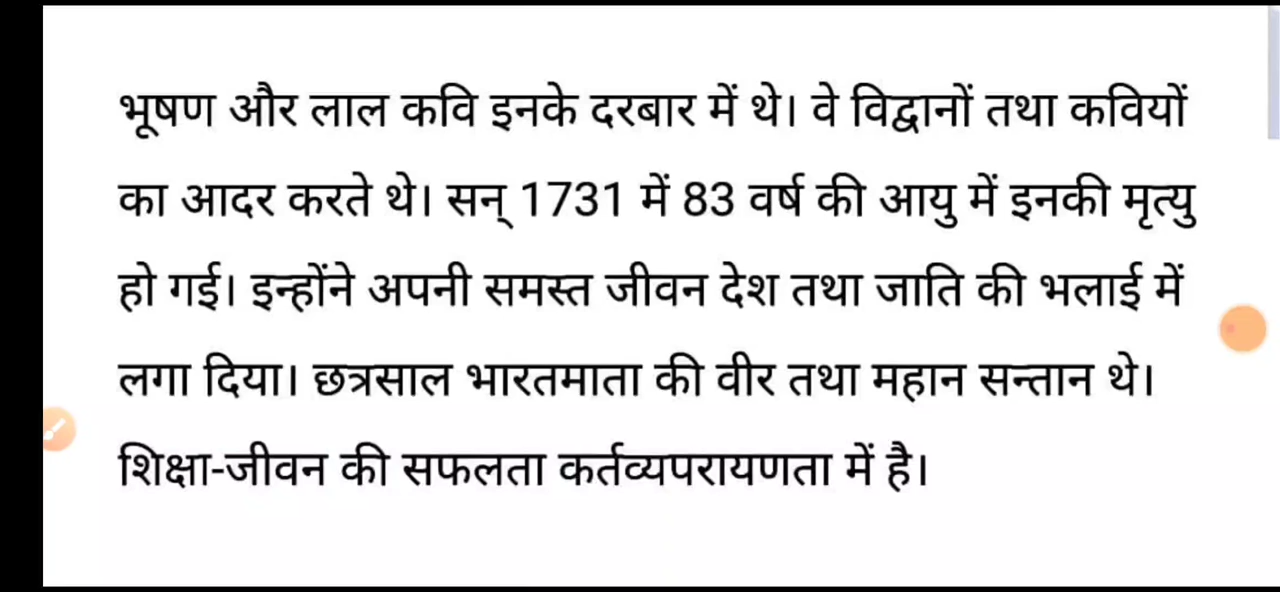 भूषण और लाल कवि इनके दरबार में थे। वे विद्वानों तथा कवियों
का आदर करते थे। सन् 1731 में 83 वर्ष की आयु में इनकी मृत्यु
हो गई। इन्होंने अपनी समस्त जीवन देश तथा जाति की भलाई में
लगा दिया। छत्रसाल भारतमाता की वीर तथा महान सन्तान थे।
शिक्षा-जीवन की सफलता कर्तव्यपरायणता में है।